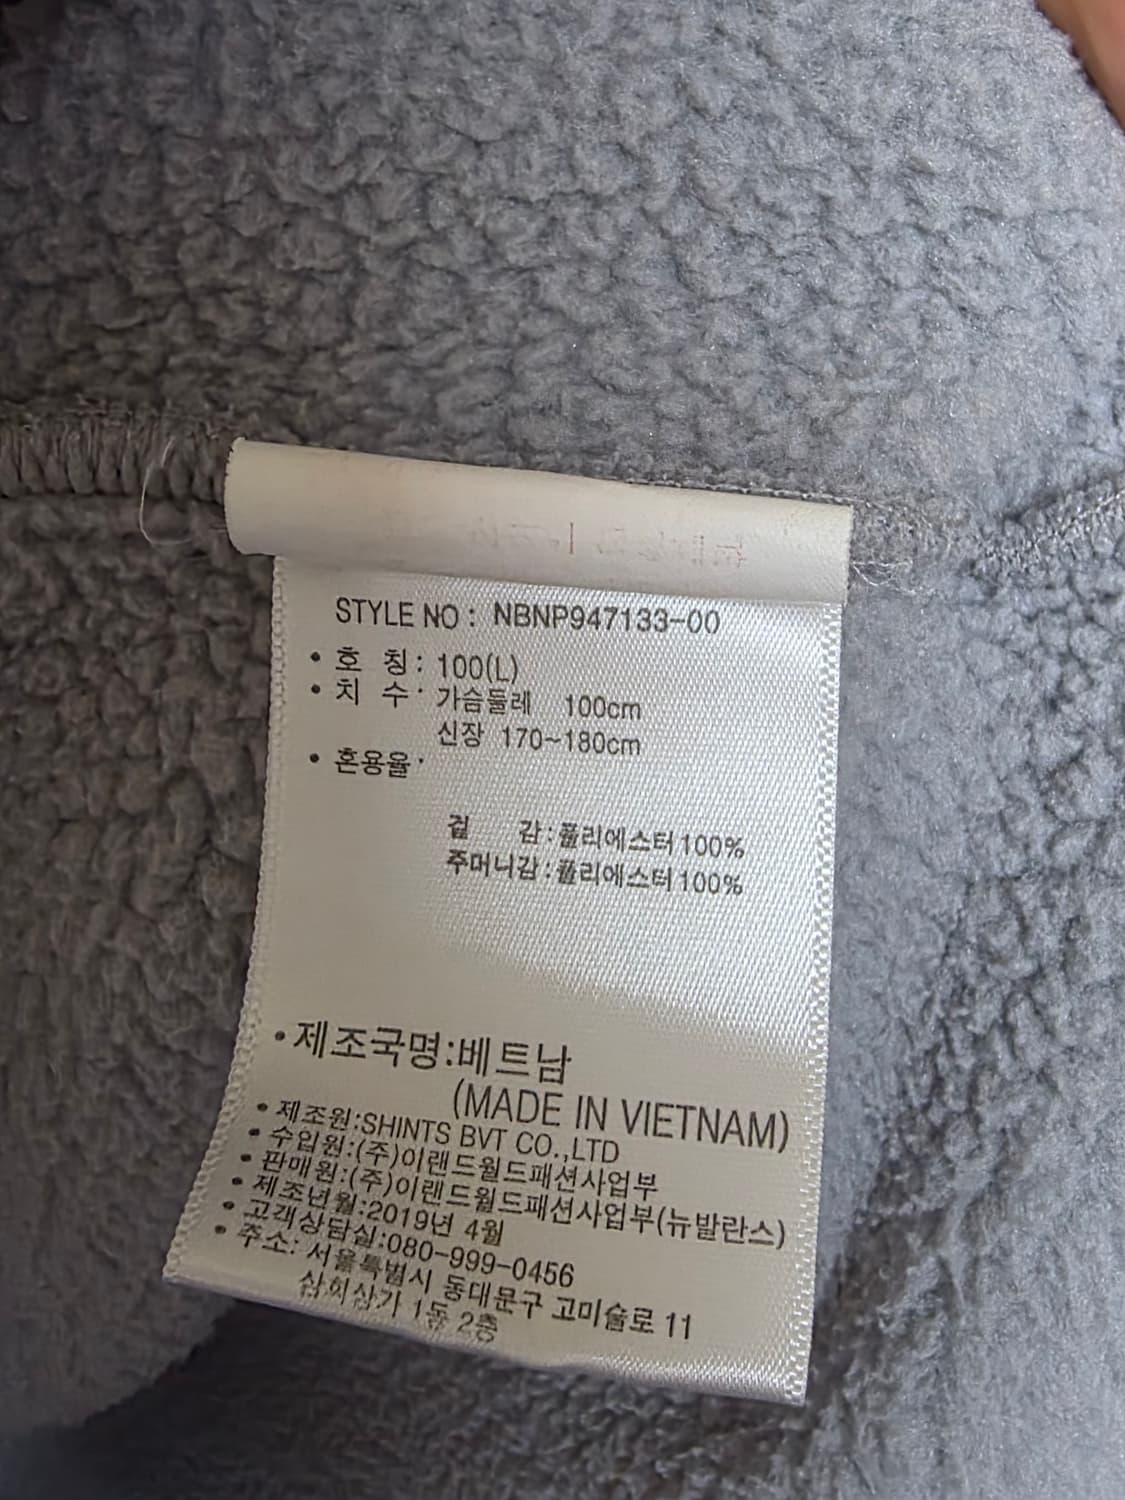 STYLE NO : NBNP947133-00
• 호 칭 : 100(L)
• 치 수 · 가슴둘레 100cm
신장 170~180cm
• 혼용율 ·
겉 감 : 폴리에스터 100%
주머니감 : 폴리에스터 100%
• 제조국명:베트남
(MADE IN VIETNAM)
• 제조원:SHINTS BVT CO.,LTD
• 수입원:(주)이랜드월드패션사업부
• 판매원:(주)이랜드월드패션사업부(뉴발란스)
• 제조년월:2019년 4월
• 고객상담실:080-999-0456
• 주소: 서울특별시 동대문구 고미술로 11
삼희상가 1동 2층